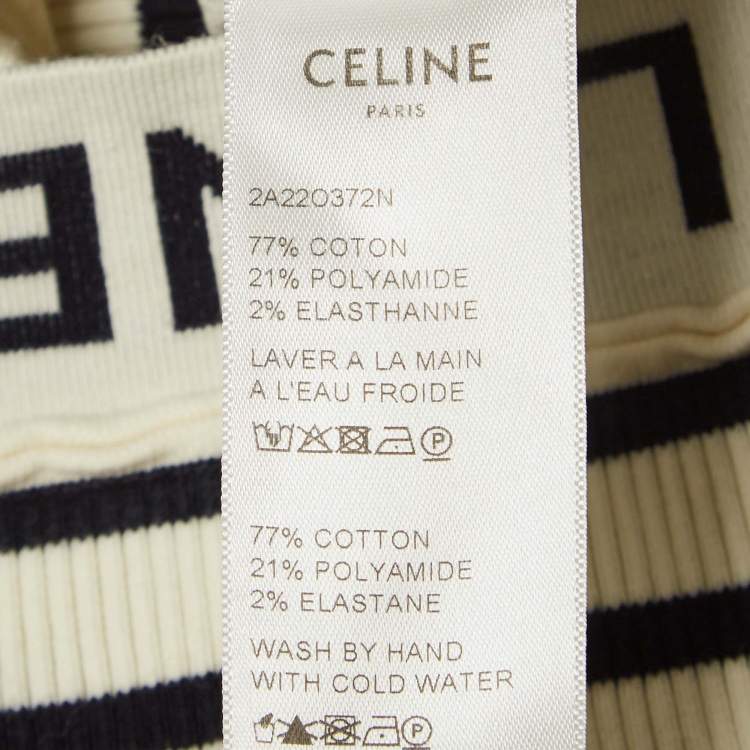 CELINE
PARIS
2A22O372N
77% COTON
21% POLYAMIDE
2% ELASTHANNE
LAVER A LA MAIN
A L'EAU FROIDE
P
77% COTTON
21% POLYAMIDE
2% ELASTANE
WASH BY HAND
WITH COLD WATER
P